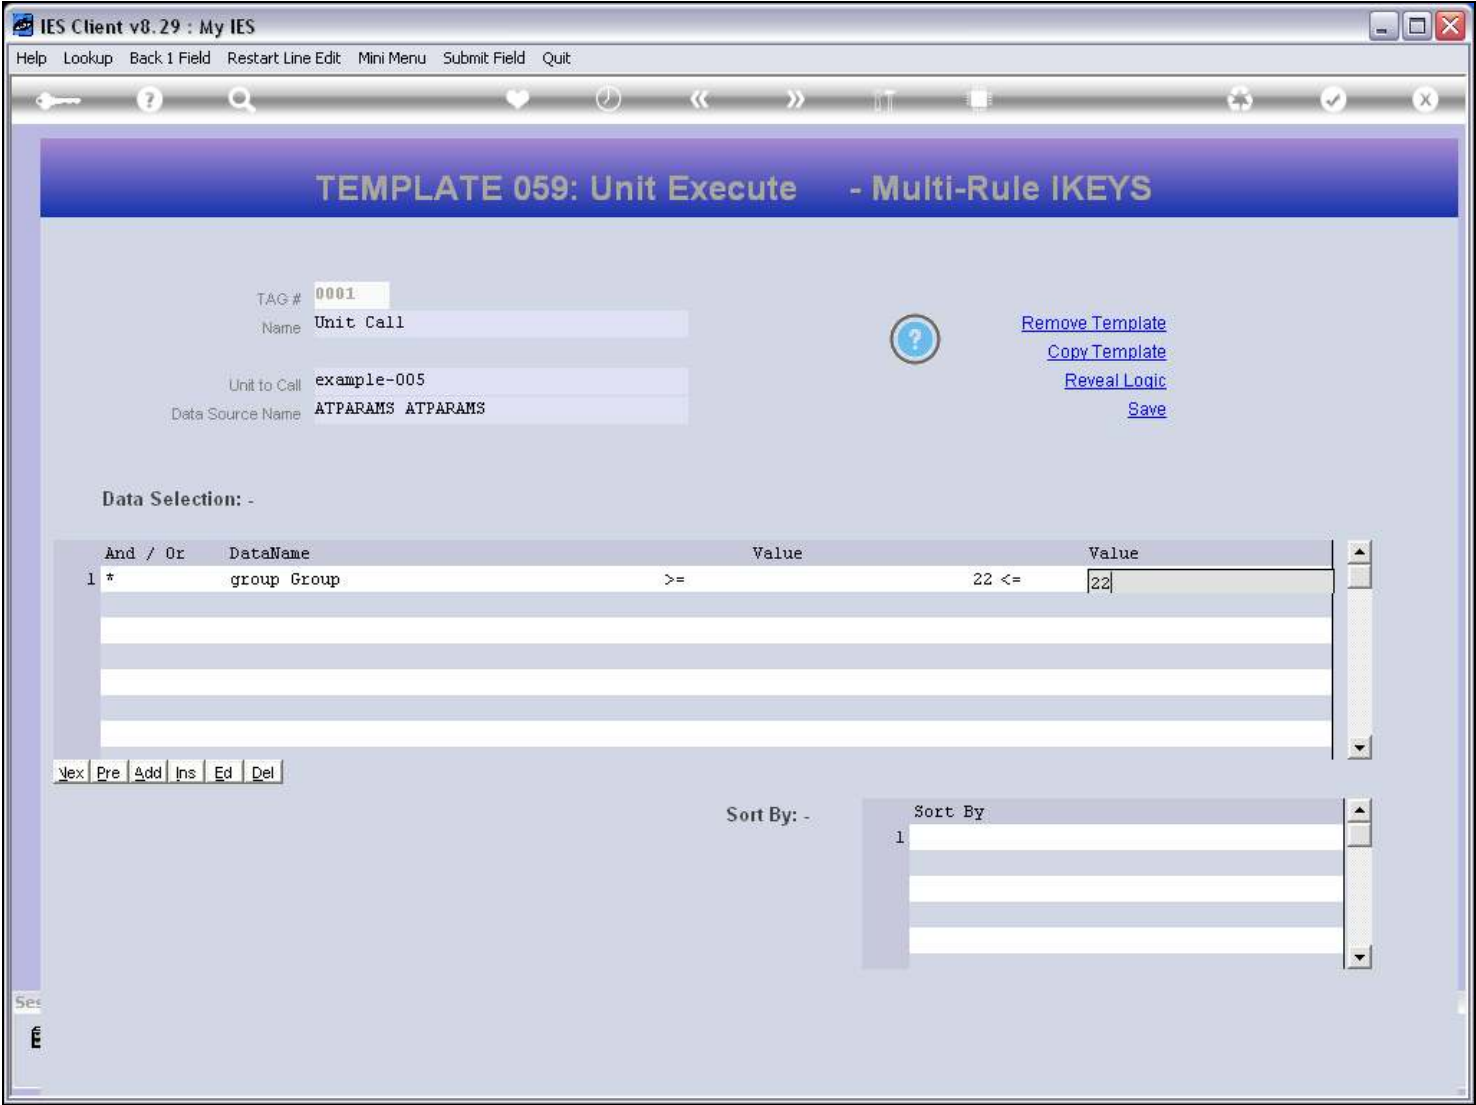 IES Client v8.29 : My IES
Help Lookup Back 1 Field Restart Line Edit Mini Menu Submit Field Quit
TEMPLATE 059: Unit Execute - Multi-Rule IKEYS
TAG # 0001
Name Unit Call
Remove Template
Copy Template
Unit to Call example-005
Reveal Logic
Data Source Name ATPARAMS ATPARAMS
Save
Data Selection: -
And / Or DataName Value Value
1 * group Group >= 22 <= 22
Nex Pre Add Ins Ed Del
Sort By: -
Sort By
1
Ses